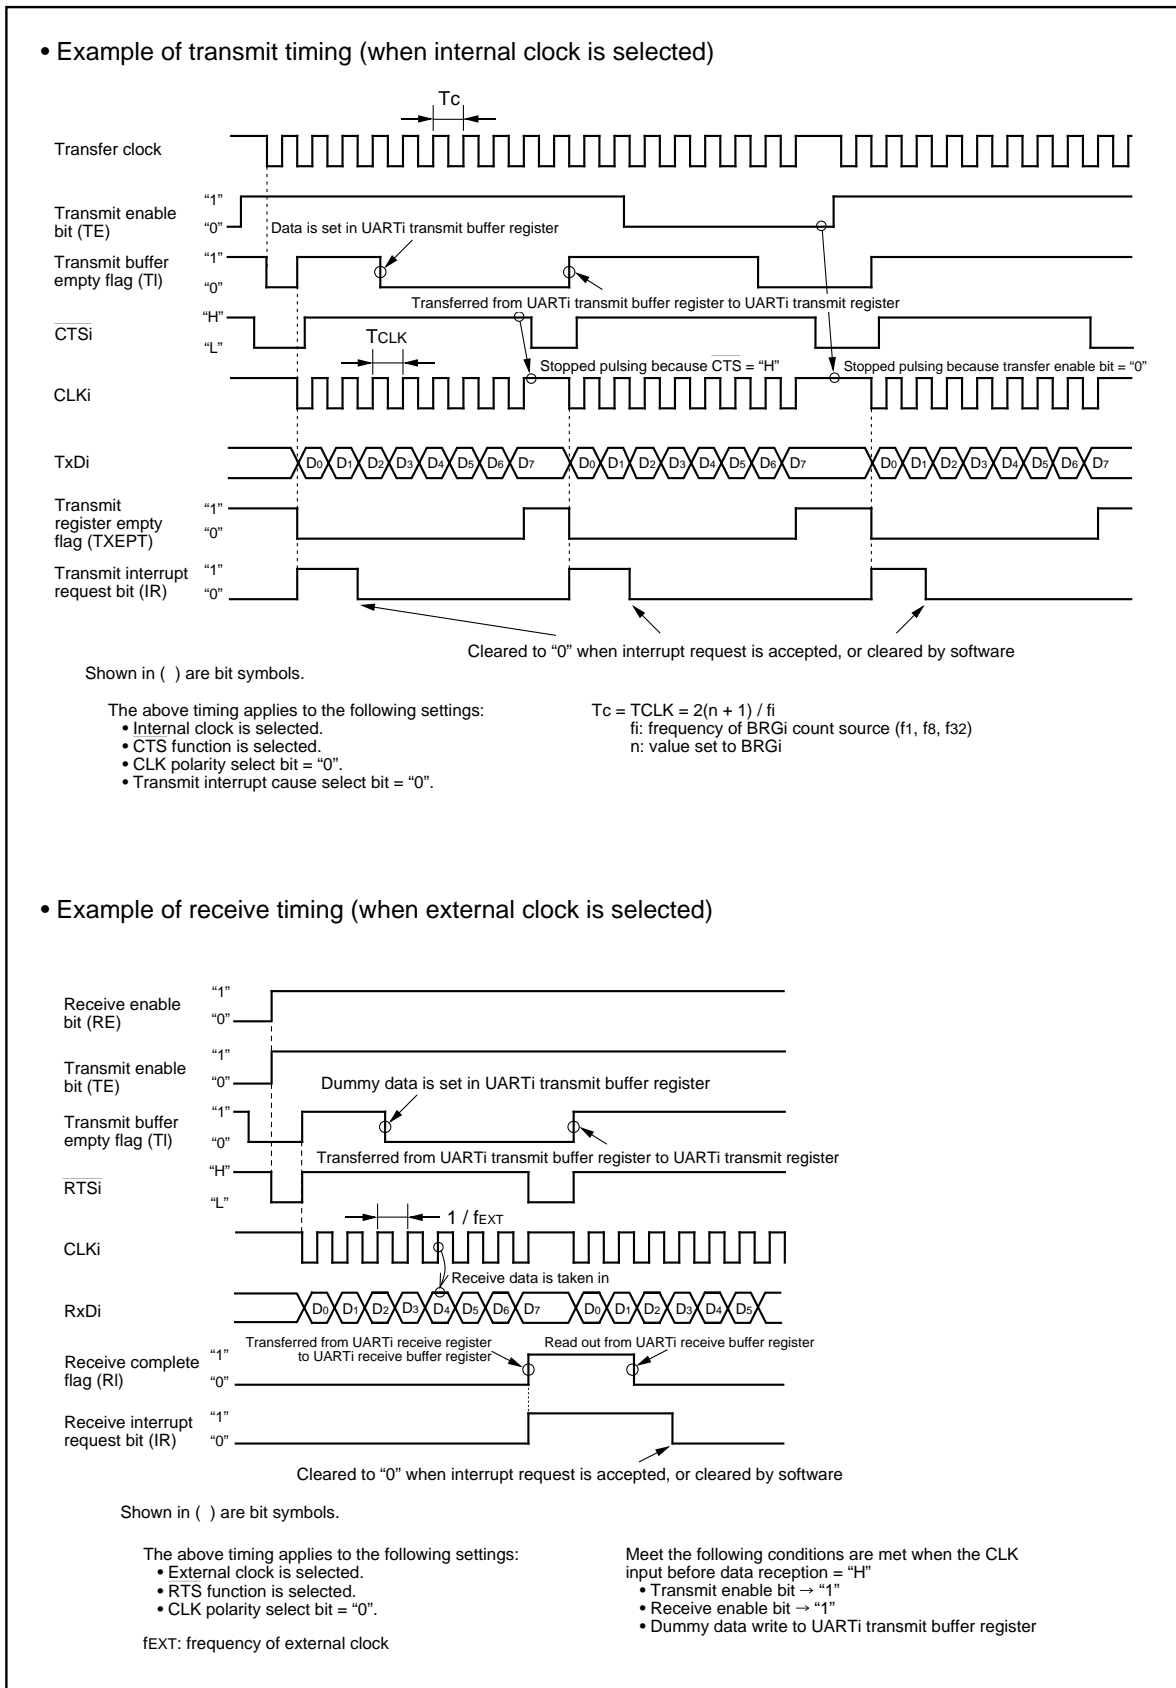 • Example of transmit timing (when internal clock is selected)
Tc
Transfer clock
“1”
Transmit enable
bit (TE)
“0”
Data is set in UARTi transmit buffer register
Transmit buffer
empty flag (Tl)
“1”
“0”
Transferred from UARTi transmit buffer register to UARTi transmit register
“H”
CTSi
“L”
TCLK
Stopped pulsing because CTS = “H”
Stopped pulsing because transfer enable bit = “0”
CLKi
TxDi
D0 D1 D2 D3 D4 D5 D6 D7 D0 D1 D2 D3 D4 D5 D6 D7 D0 D1 D2 D3 D4 D5 D6 D7
Transmit
register empty
flag (TXEPT)
“1”
“0”
Transmit interrupt
request bit (IR)
“1”
“0”
Cleared to “0” when interrupt request is accepted, or cleared by software
Shown in ( ) are bit symbols.
The above timing applies to the following settings:
• Internal clock is selected.
• CTS function is selected.
• CLK polarity select bit = “0”.
• Transmit interrupt cause select bit = “0”.
Tc = TCLK = 2(n + 1) / fi
fi: frequency of BRGi count source (f1, f8, f32)
n: value set to BRGi
• Example of receive timing (when external clock is selected)
“1”
Receive enable
bit (RE)
“0”
“1”
Transmit enable
bit (TE)
“0”
Dummy data is set in UARTi transmit buffer register
“1”
Transmit buffer
empty flag (Tl)
“0”
Transferred from UARTi transmit buffer register to UARTi transmit register
“H”
RTSi
“L”
1 / fEXT
CLKi
Receive data is taken in
RxDi
D0 D1 D2 D3 D4 D5 D6 D7 D0 D1 D2 D3 D4 D5
Transferred from UARTi receive register
to UARTi receive buffer register
Read out from UARTi receive buffer register
Receive complete
flag (Rl)
“1”
“0”
Receive interrupt
request bit (IR)
“1”
“0”
Cleared to “0” when interrupt request is accepted, or cleared by software
Shown in ( ) are bit symbols.
The above timing applies to the following settings:
• External clock is selected.
• RTS function is selected.
• CLK polarity select bit = “0”.
fEXT: frequency of external clock
Meet the following conditions are met when the CLK
input before data reception = “H”
• Transmit enable bit → “1”
• Receive enable bit → “1”
• Dummy data write to UARTi transmit buffer register